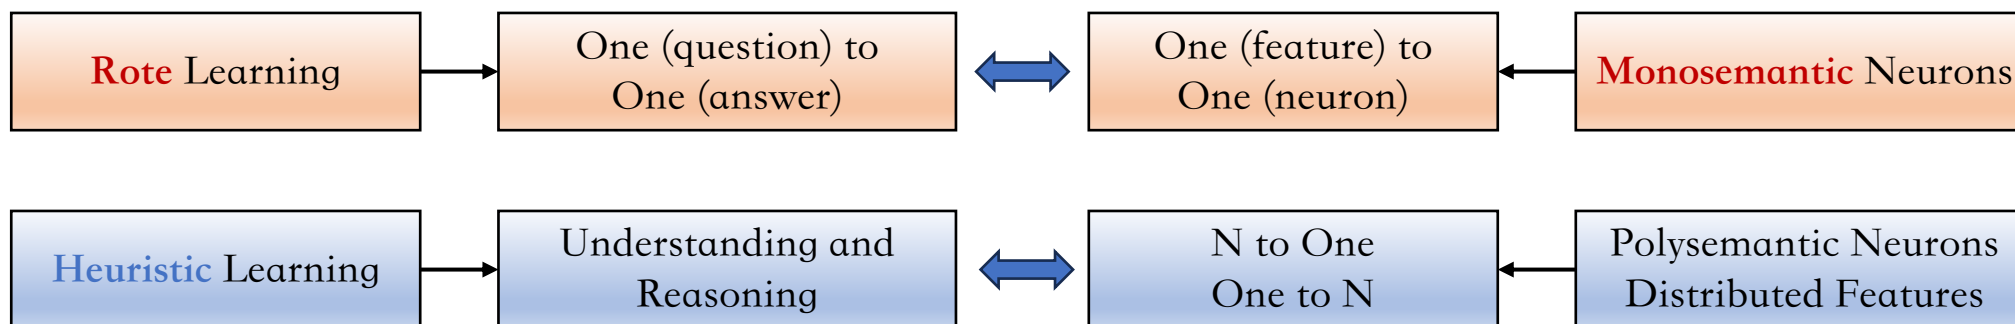 Rote Learning
One (question) to
One (answer)
One (feature) to
One (neuron)
Monosemantic Neurons
Heuristic Learning
Understanding and
Reasoning
N to One
One to N
Polysemantic Neurons
Distributed Features